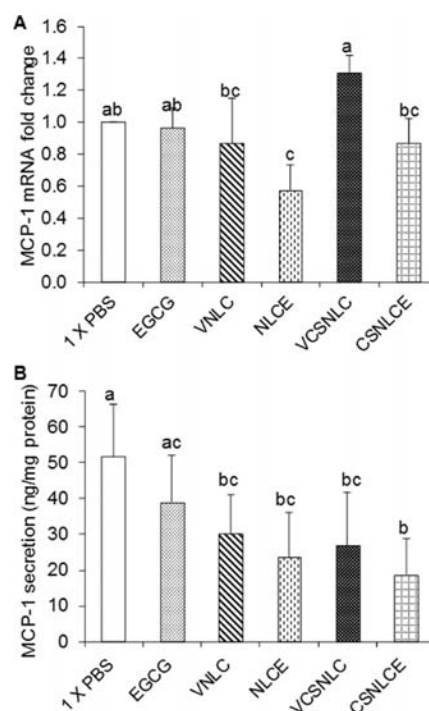 A
MCP-1 mRNA fold change
1.6
1.4
1.2
1.0
0.8
0.6
0.4
0.2
0.0
ab
ab
bc
c
a
bc
1 X PBS
EGCG
VNLC
NLCE
VCSNLC
CSNLCE
B
MCP-1 secretion (ng/mg protein)
70
60
50
40
30
20
10
0
a
ac
bc
bc
bc
b
1 X PBS
EGCG
VNLC
NLCE
VCSNLC
CSNLCE